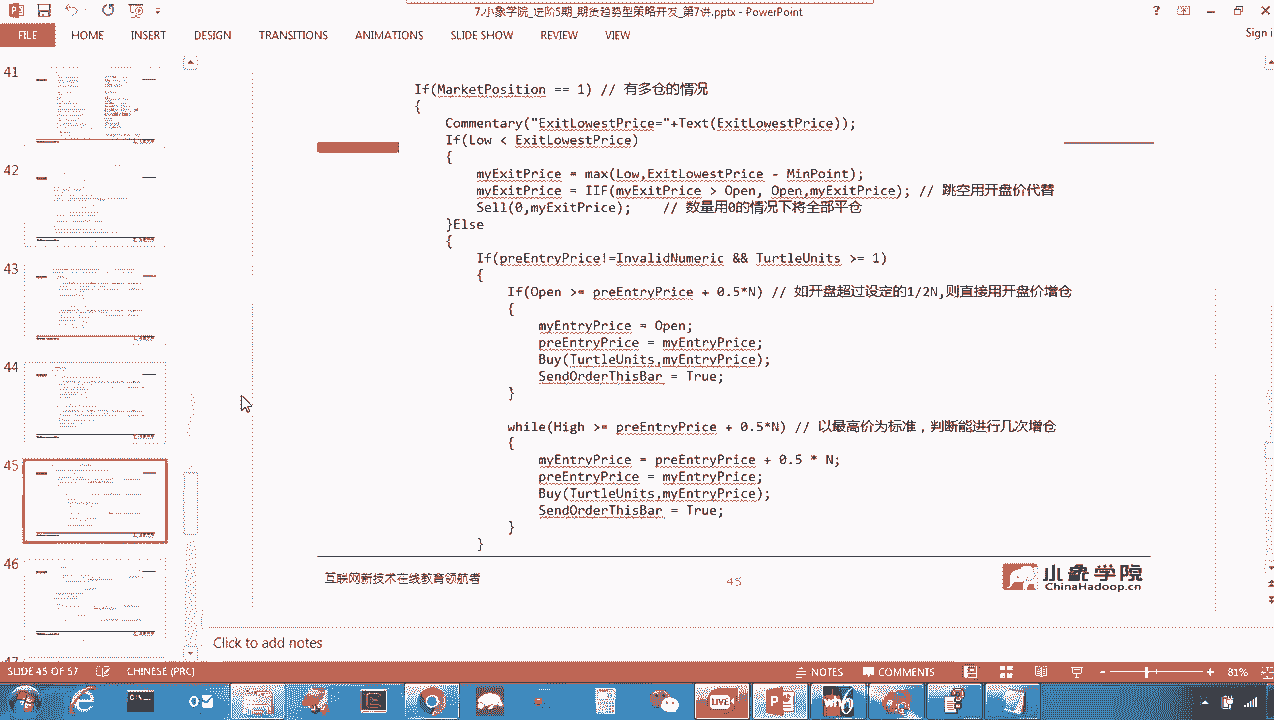 7.小象学院_进阶5期_期货趋势型策略开发_第7讲.pptx - PowerPoint
FILE HOME INSERT DESIGN TRANSITIONS ANIMATIONS SLIDE SHOW REVIEW VIEW Sign i
41
42
43
44
45
46
47
If(MarketPosition == 1) // 有多仓的情况
{
Commentary("ExitLowestPrice="+Text(ExitLowestPrice));
If(Low < ExitLowestPrice)
{
myExitPrice = max(Low,ExitLowestPrice - MinPoint);
myExitPrice = IIF(myExitPrice > Open, Open,myExitPrice); // 跳空用开盘价代替
Sell(0,myExitPrice); // 数量用0的情况下将全部平仓
}Else
{
If(preEntryPrice!=InvalidNumeric && TurtleUnits >= 1)
{
If(Open >= preEntryPrice + 0.5*N) // 如开盘超过设定的1/2N,则直接用开盘价增仓
{
myEntryPrice = Open;
preEntryPrice = myEntryPrice;
Buy(TurtleUnits,myEntryPrice);
SendOrderThisBar = True;
}
while(High >= preEntryPrice + 0.5*N) // 以最高价为标准，判断能进行几次增仓
{
myEntryPrice = preEntryPrice + 0.5 * N;
preEntryPrice = myEntryPrice;
Buy(TurtleUnits,myEntryPrice);
SendOrderThisBar = True;
}
}
互联网新技术在线教育领航者
45
小象学院
ChinaHadoop.cn
Click to add notes
SLIDE 45 OF 57 CHINESE (PRC) NOTES COMMENTS 81%